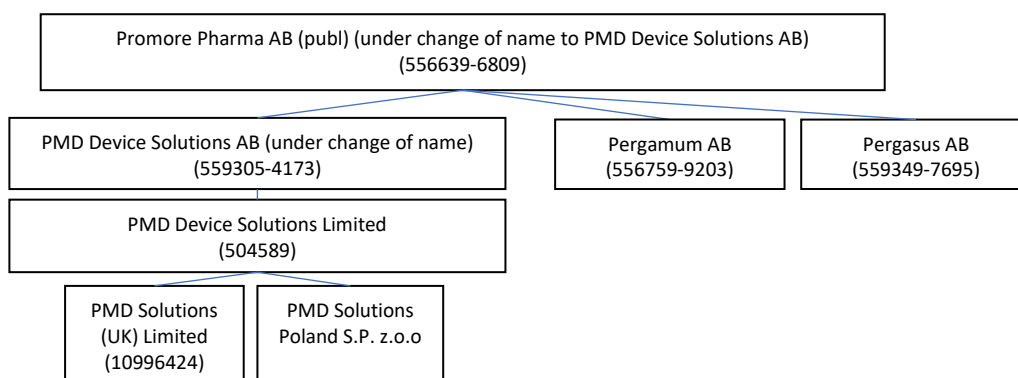 Promore Pharma AB (publ) (under change of name to PMD Device Solutions AB)
(556639-6809)
PMD Device Solutions AB (under change of name)
(559305-4173)
Pergamum AB
(556759-9203)
Pergasus AB
(559349-7695)
PMD Device Solutions Limited
(504589)
PMD Solutions
(UK) Limited
(10996424)
PMD Solutions
Poland S.P. z.o.o